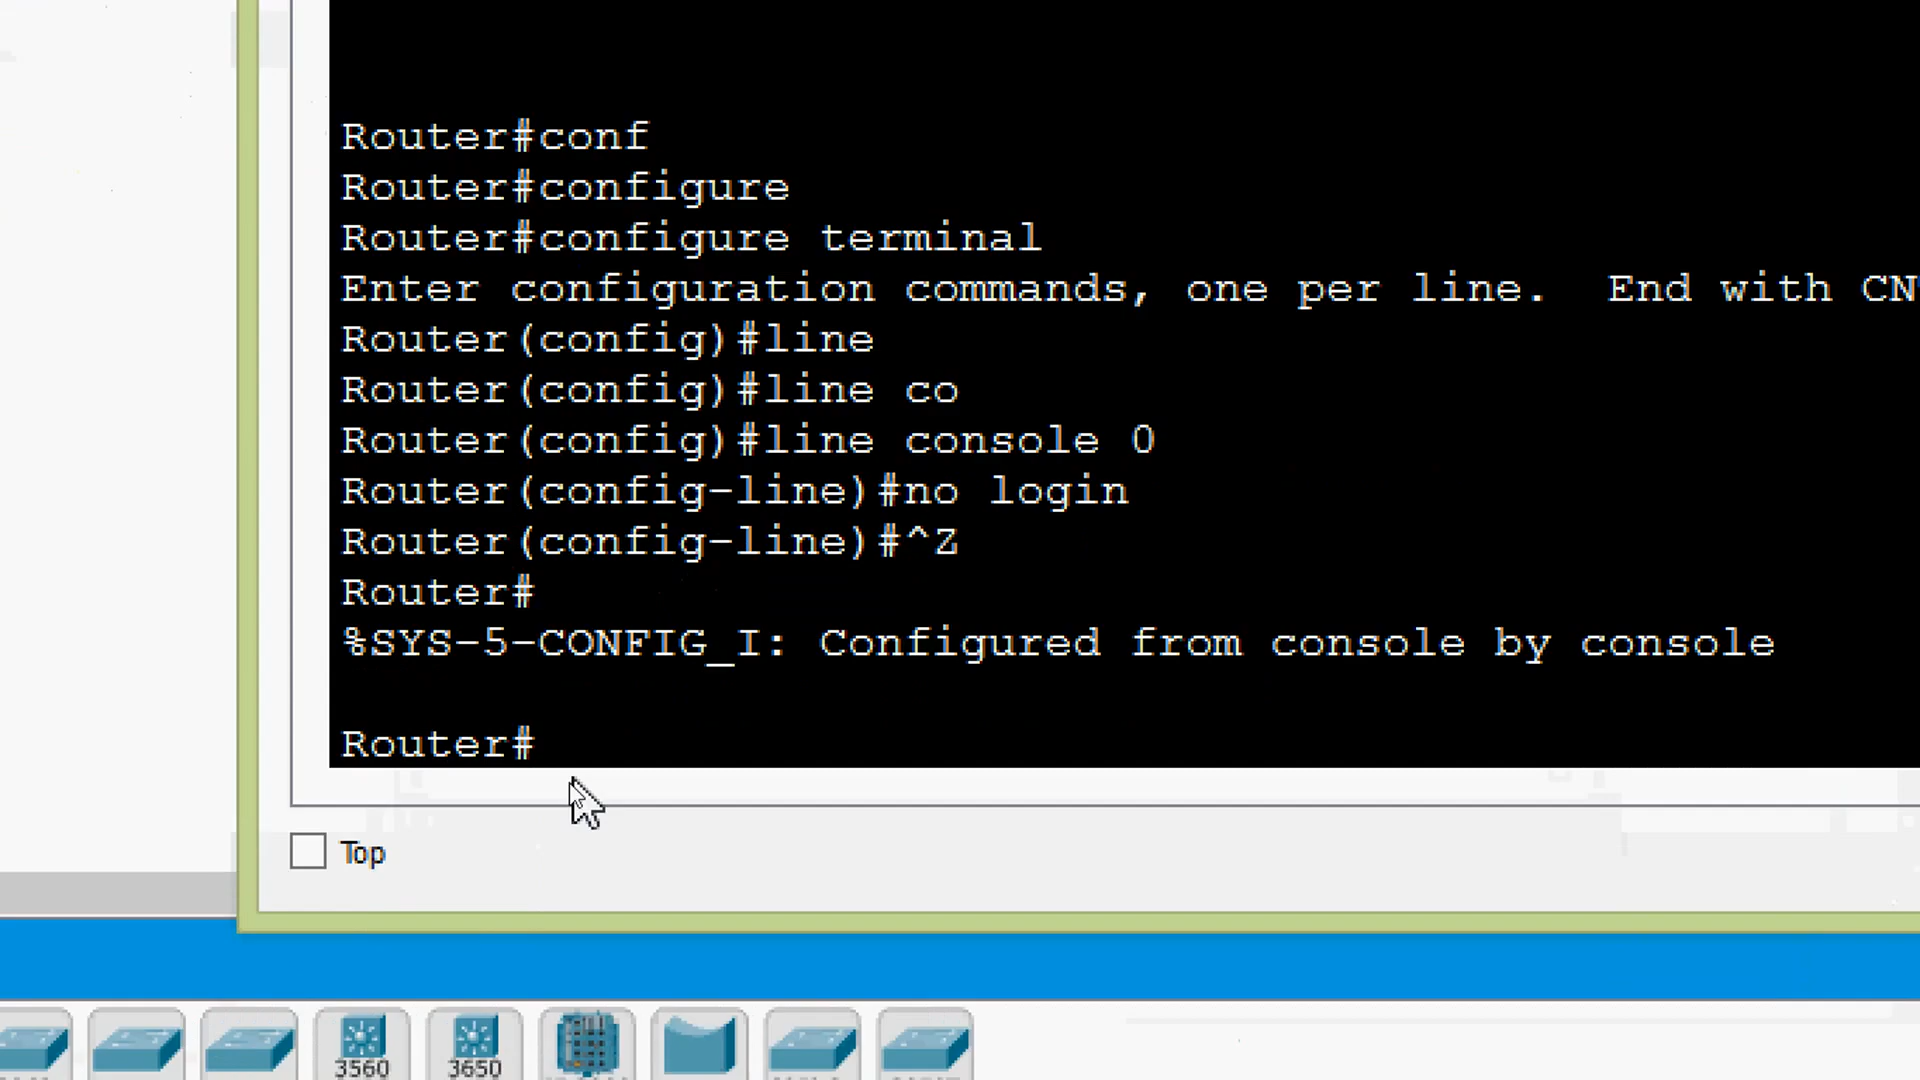 Router#conf
Router#configure
Router#configure terminal
Enter configuration commands, one per line.  End with CN
Router(config)#line
Router(config)#line co
Router(config)#line console 0
Router(config-line)#no login
Router(config-line)#^Z
Router#
%SYS-5-CONFIG_I: Configured from console by console
Router#
Top
3560
3650